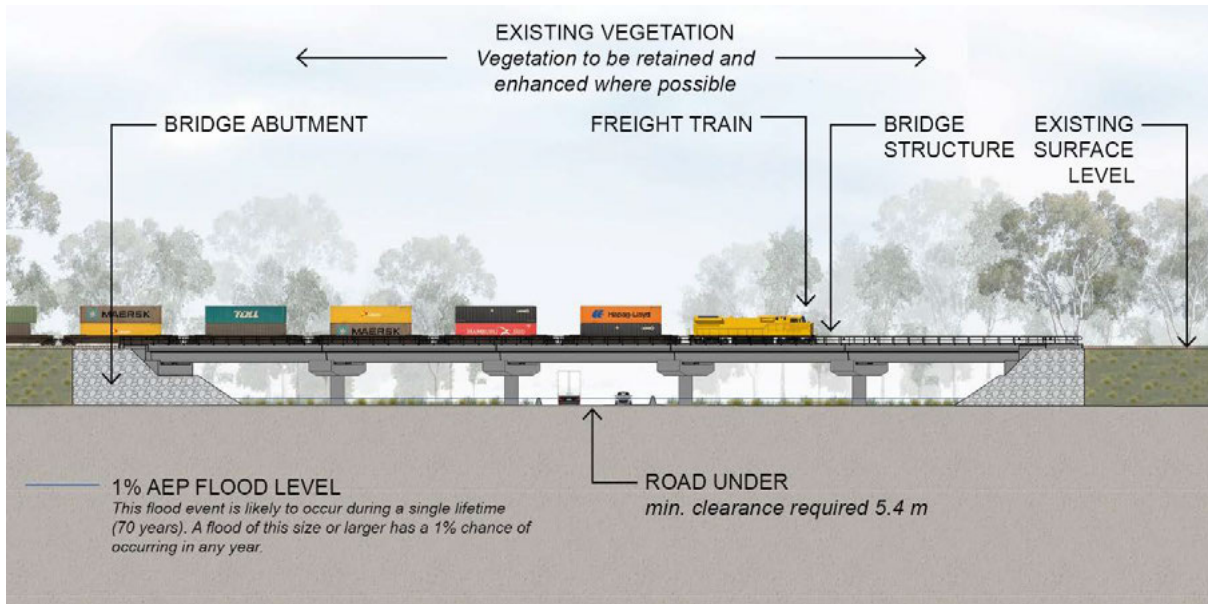 EXISTING VEGETATION
Vegetation to be retained and
enhanced where possible
BRIDGE ABUTMENT
FREIGHT TRAIN
BRIDGE
STRUCTURE
EXISTING
SURFACE
LEVEL
MAERSK
TOLL
MAERSK
Hapag-Lloyd
1% AEP FLOOD LEVEL
This flood event is likely to occur during a single lifetime
(70 years). A flood of this size or larger has a 1% chance of
occurring in any year.
ROAD UNDER
min. clearance required 5.4 m